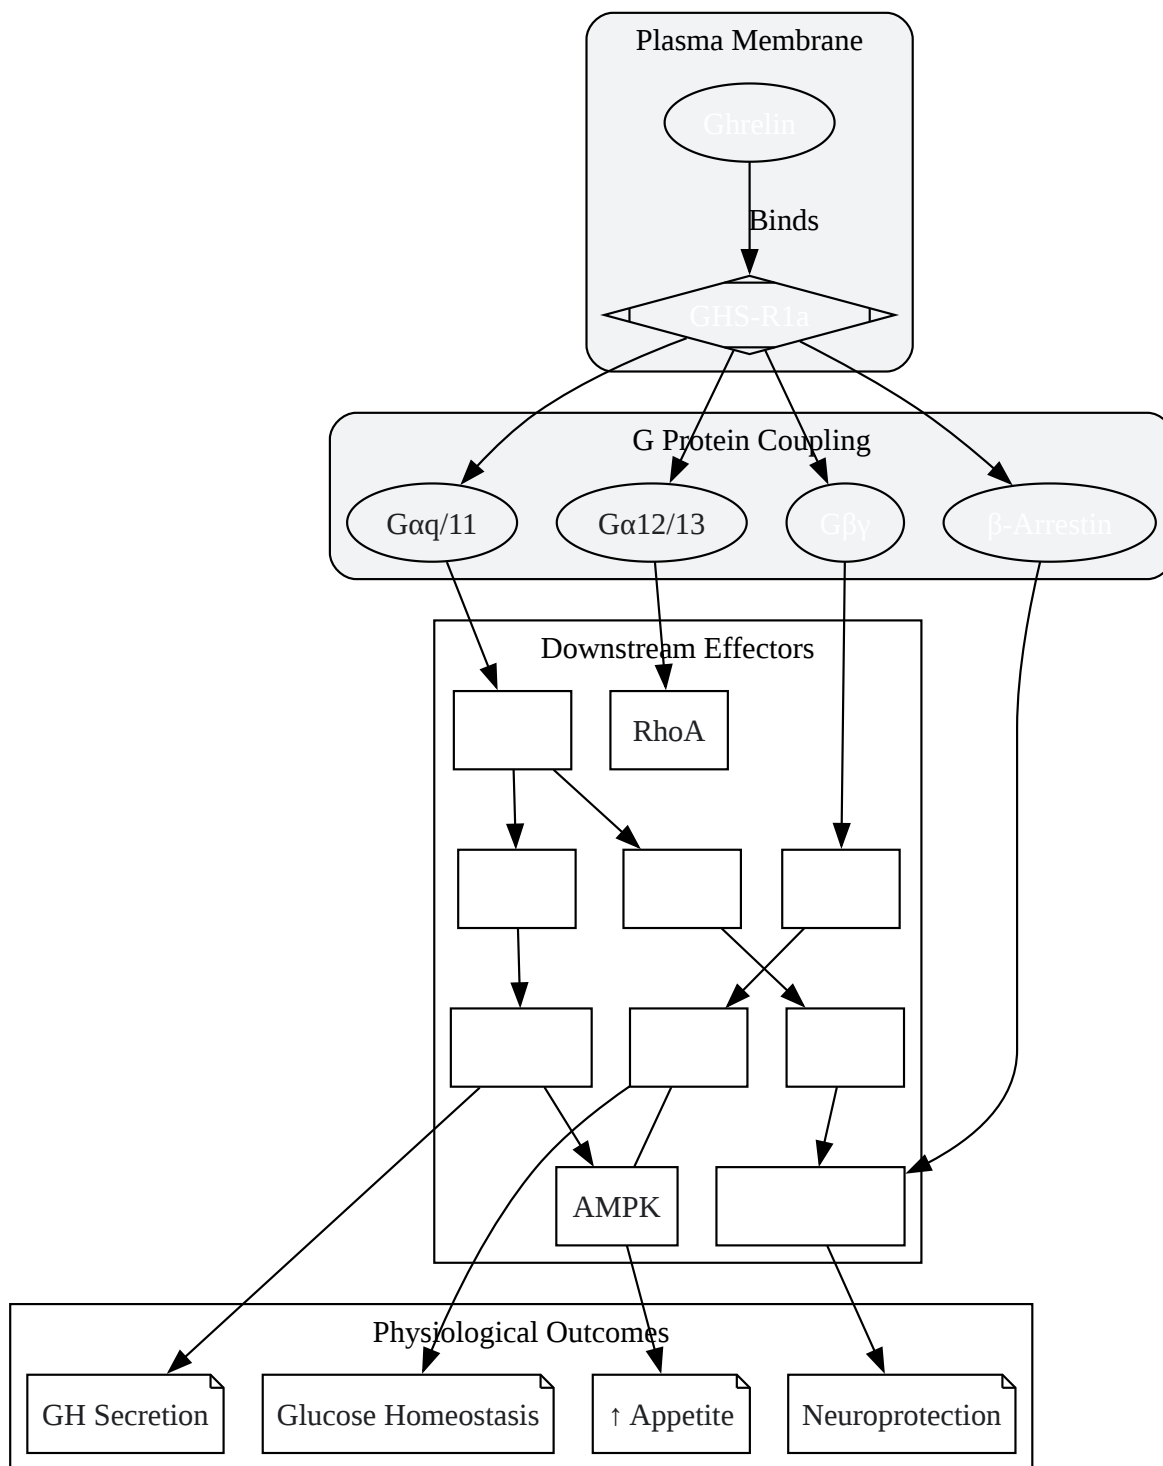 Plasma Membrane
Ghrelin
Binds
GHS-R1a
G Protein Coupling
Gαq/11
Gα12/13
Gβγ
β-Arrestin
Downstream Effectors
RhoA
AMPK
Physiological Outcomes
GH Secretion
Glucose Homeostasis
↑ Appetite
Neuroprotection